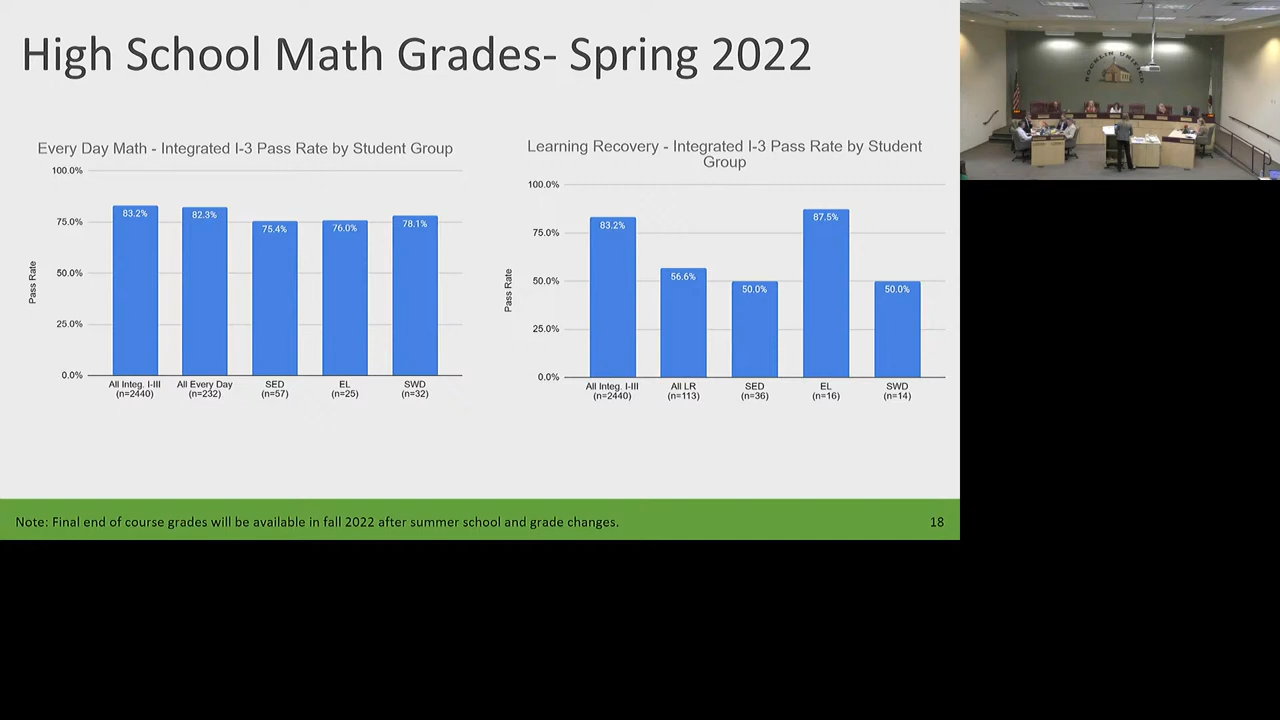 High School Math Grades- Spring 2022
Every Day Math - Integrated I-3 Pass Rate by Student Group
100.0%
75.0%
50.0%
25.0%
0.0%
Pass Rate
83.2%
82.3%
75.4%
76.0%
78.1%
All Integ. I-III
(n=2440)
All Every Day
(n=232)
SED
(n=57)
EL
(n=25)
SWD
(n=32)
Learning Recovery - Integrated I-3 Pass Rate by Student
Group
100.0%
75.0%
50.0%
25.0%
0.0%
Pass Rate
83.2%
56.6%
50.0%
87.5%
50.0%
All Integ. I-III
(n=2440)
All LR
(n=113)
SED
(n=36)
EL
(n=16)
SWD
(n=14)
Note: Final end of course grades will be available in fall 2022 after summer school and grade changes.
18
ROCKLIN UNIFIED